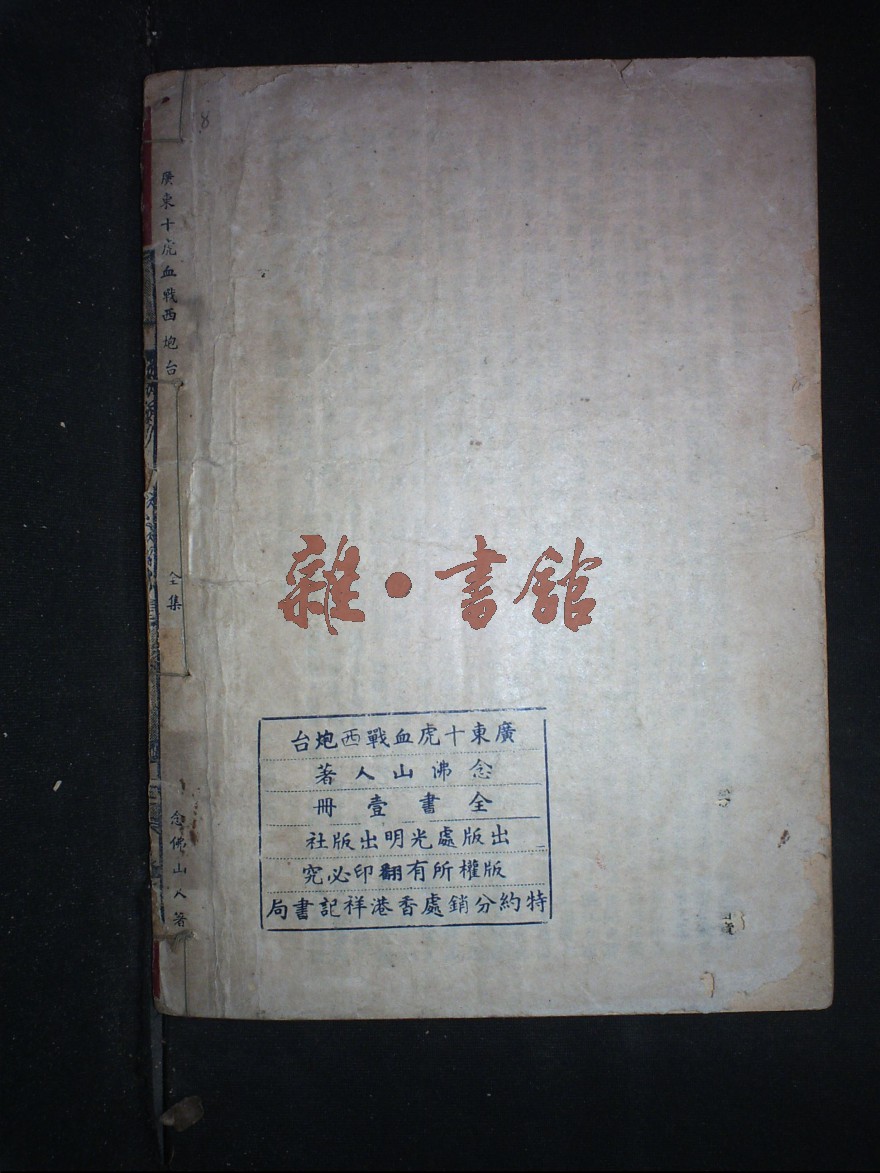 8
廣東十虎血戰西炮台
全集
念佛山人著
雜·書館
廣東十虎血戰西炮台
念佛山人著
全書壹冊
出版處光明出版社
版權所有翻印必究
特約分銷處香港祥記書局